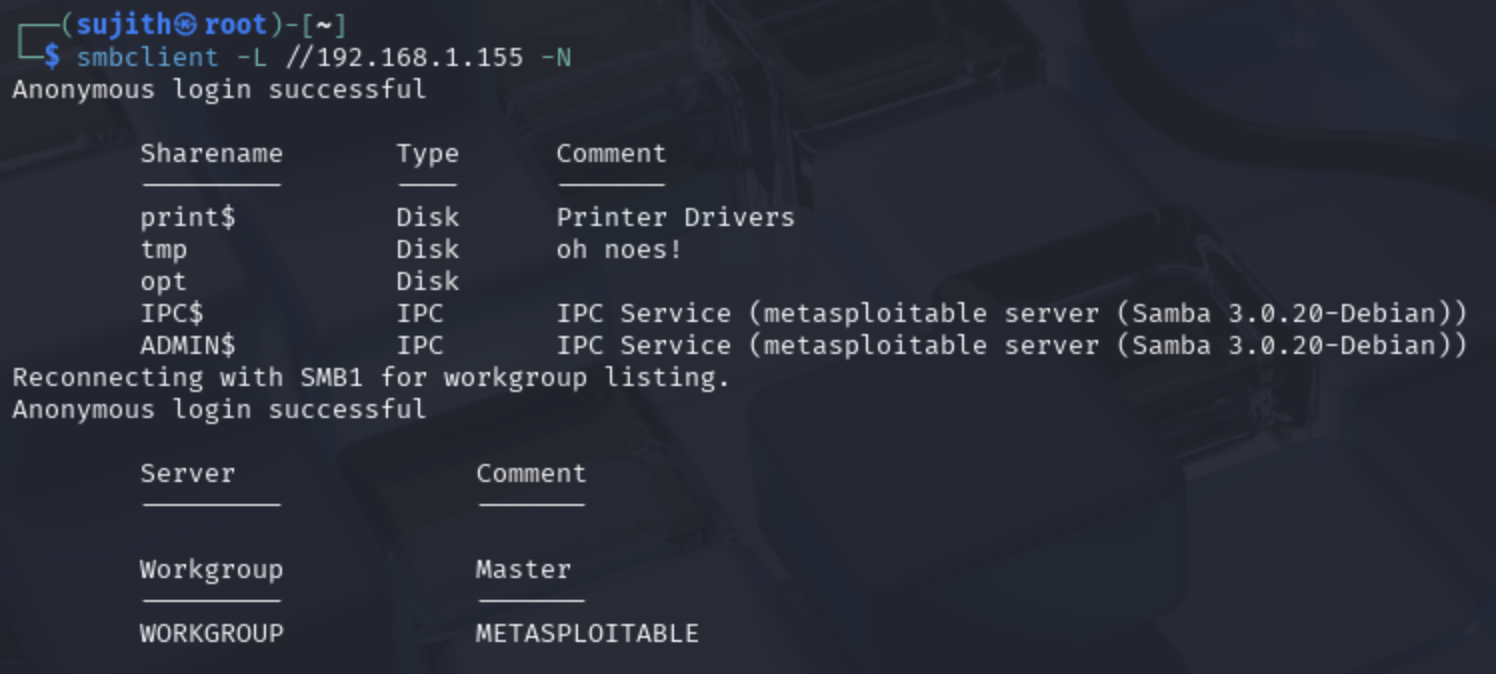 ┌──(sujith㉿root)-[~]
└─$ smbclient -L //192.168.1.155 -N
Anonymous login successful
Sharename Type Comment
--------- ---- -------
print$ Disk Printer Drivers
tmp Disk oh noes!
opt Disk
IPC$ IPC IPC Service (metasploitable server (Samba 3.0.20-Debian))
ADMIN$ IPC IPC Service (metasploitable server (Samba 3.0.20-Debian))
Reconnecting with SMB1 for workgroup listing.
Anonymous login successful
Server Comment
--------- -------
Workgroup Master
--------- -------
WORKGROUP METASPLOITABLE